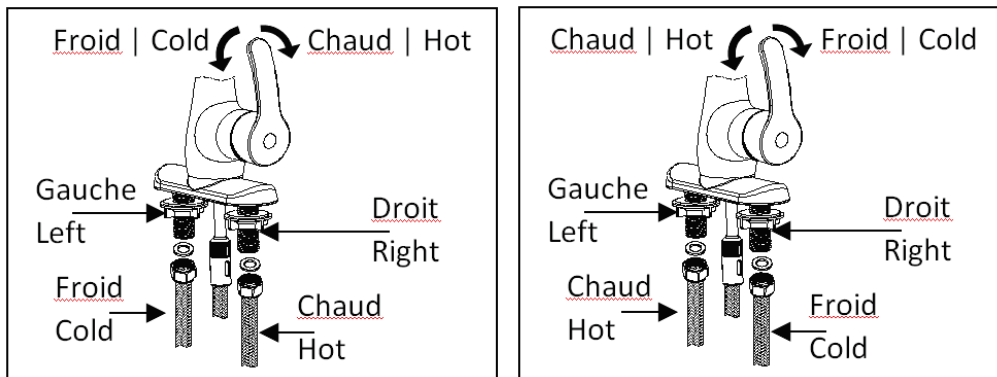 Froid | Cold
Chaud | Hot
Gauche
Left
Droit
Right
Froid
Cold
Chaud
Hot
Chaud | Hot
Froid | Cold
Gauche
Left
Droit
Right
Chaud
Hot
Froid
Cold